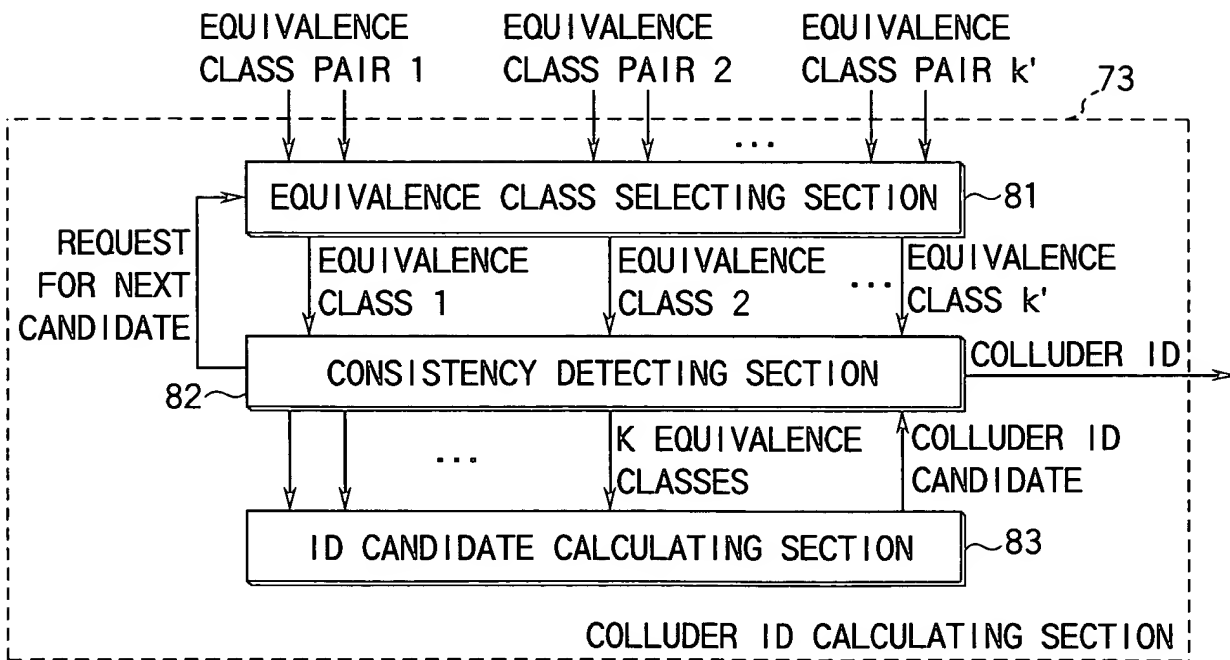 EQUIVALENCE
CLASS PAIR 1
EQUIVALENCE
CLASS PAIR 2
EQUIVALENCE
CLASS PAIR k'
73
...
EQUIVALENCE CLASS SELECTING SECTION
81
REQUEST
FOR NEXT
CANDIDATE
EQUIVALENCE
CLASS 1
EQUIVALENCE
CLASS 2
...
EQUIVALENCE
CLASS k'
CONSISTENCY DETECTING SECTION
82
COLLUDER ID
...
K EQUIVALENCE
CLASSES
COLLUDER ID
CANDIDATE
ID CANDIDATE CALCULATING SECTION
83
COLLUDER ID CALCULATING SECTION